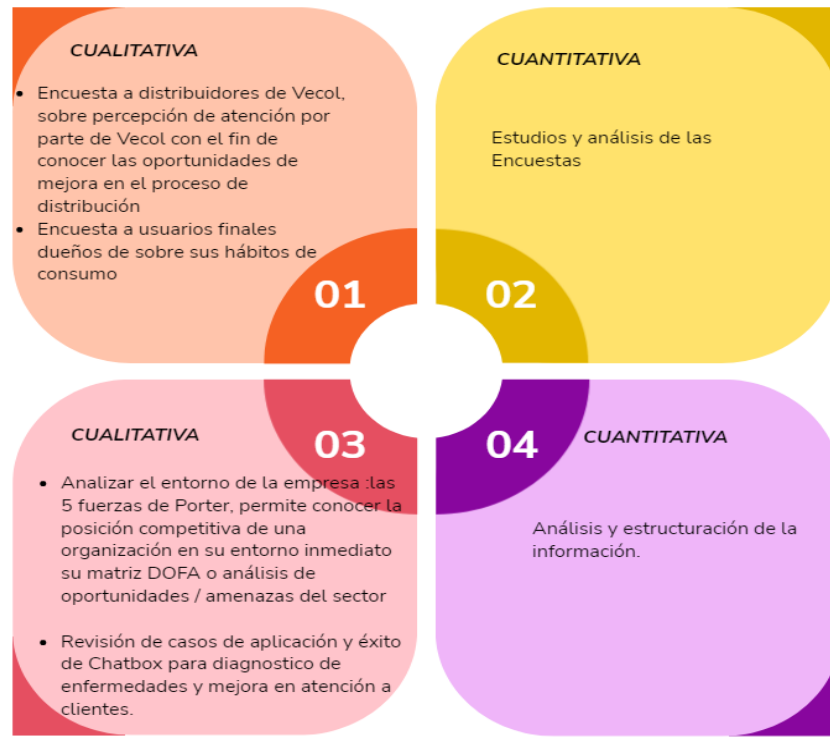 CUALITATIVA
• Encuesta a distribuidores de Vecol,
sobre percepción de atención por
parte de Vecol con el fin de
conocer las oportunidades de
mejora en el proceso de
distribución
• Encuesta a usuarios finales
dueños de sobre sus hábitos de
consumo
01
CUANTITATIVA
Estudios y análisis de las
Encuestas
02
CUALITATIVA
03
• Analizar el entorno de la empresa :las
5 fuerzas de Porter, permite conocer la
posición competitiva de una
organización en su entorno inmediato
su matriz DOFA o análisis de
oportunidades / amenazas del sector
• Revisión de casos de aplicación y éxito
de Chatbox para diagnostico de
enfermedades y mejora en atención a
clientes.
04
CUANTITATIVA
Análisis y estructuración de la
información.